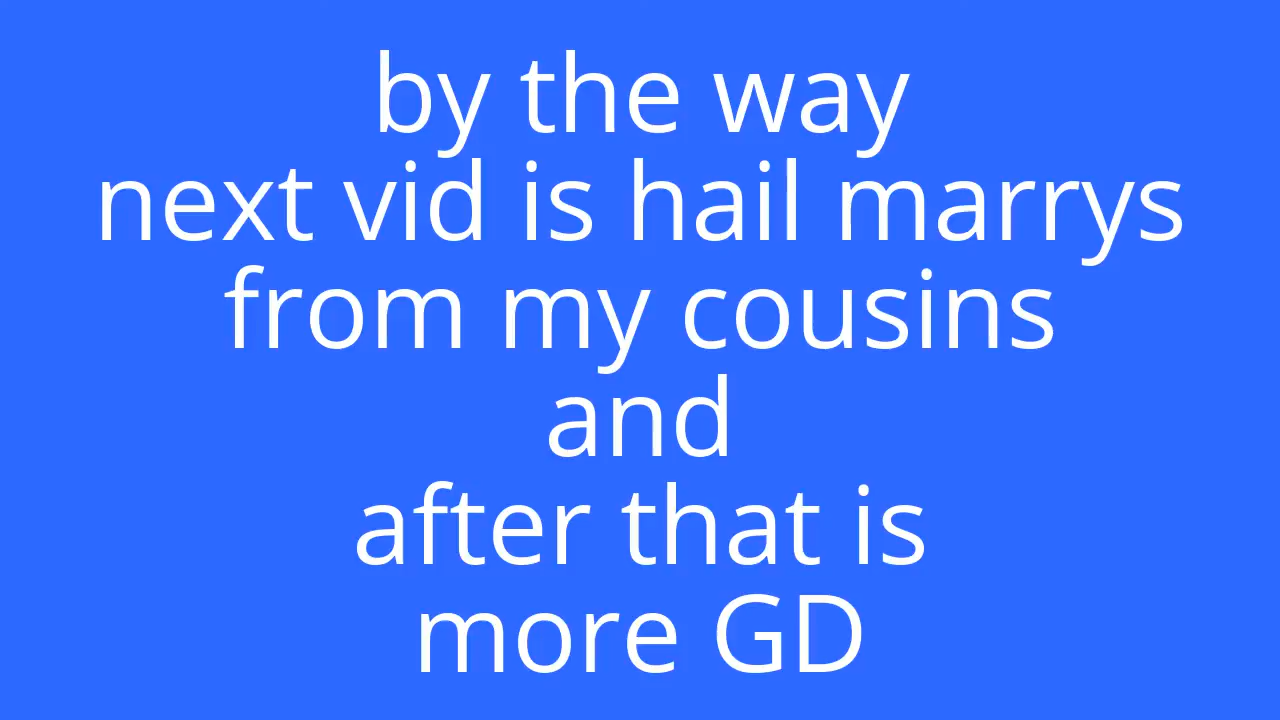 by the way
next vid is hail marrys
from my cousins
and
after that is
more GD